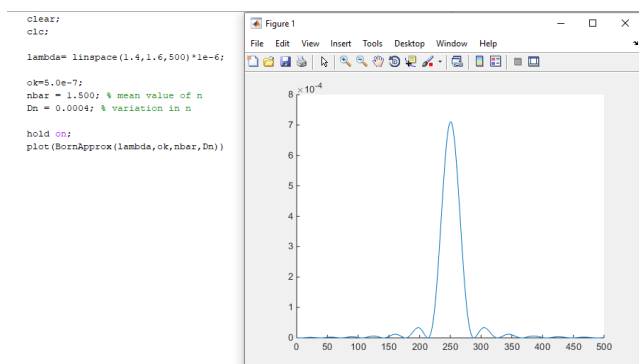 clear;
clc;
lambda= linspace(1.4,1.6,500)*1e-6;
ok=5.0e-7;
nbar = 1.500; % mean value of n
Dn = 0.0004; % variation in n
hold on;
plot(BornApprox(lambda,ok,nbar,Dn))
Figure 1
File Edit View Insert Tools Desktop Window Help
×10⁻⁴
8
7
6
5
4
3
2
1
0
0 50 100 150 200 250 300 350 400 450 500